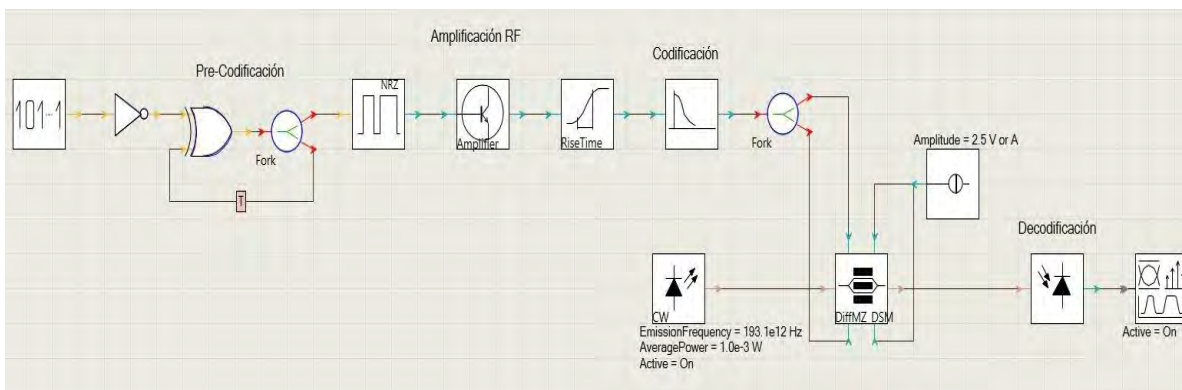 Amplificación RF
Pre-Codificación
Codificación
101-1
NRZ
Amplifier
RiseTime
Fork
Fork
T
Amplitude = 2.5 V or A
Decodificación
CW
DiffMZ_DSM
EmissionFrequency = 193.1e12 Hz
AveragePower = 1.0e-3 W
Active = On
Active = On